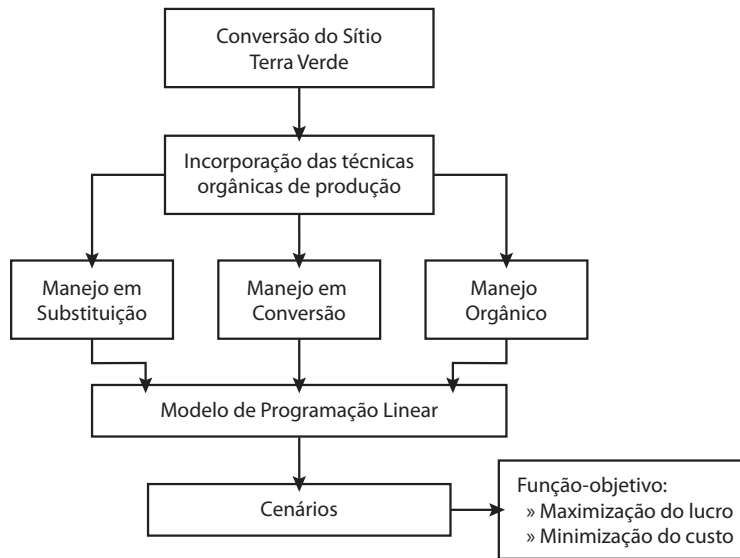 Conversão do Sítio
Terra Verde
Incorporação das técnicas
orgânicas de produção
Manejo em
Substituição
Manejo em
Conversão
Manejo
Orgânico
Modelo de Programação Linear
Cenários
Função-objetivo:
» Maximização do lucro
» Minimização do custo